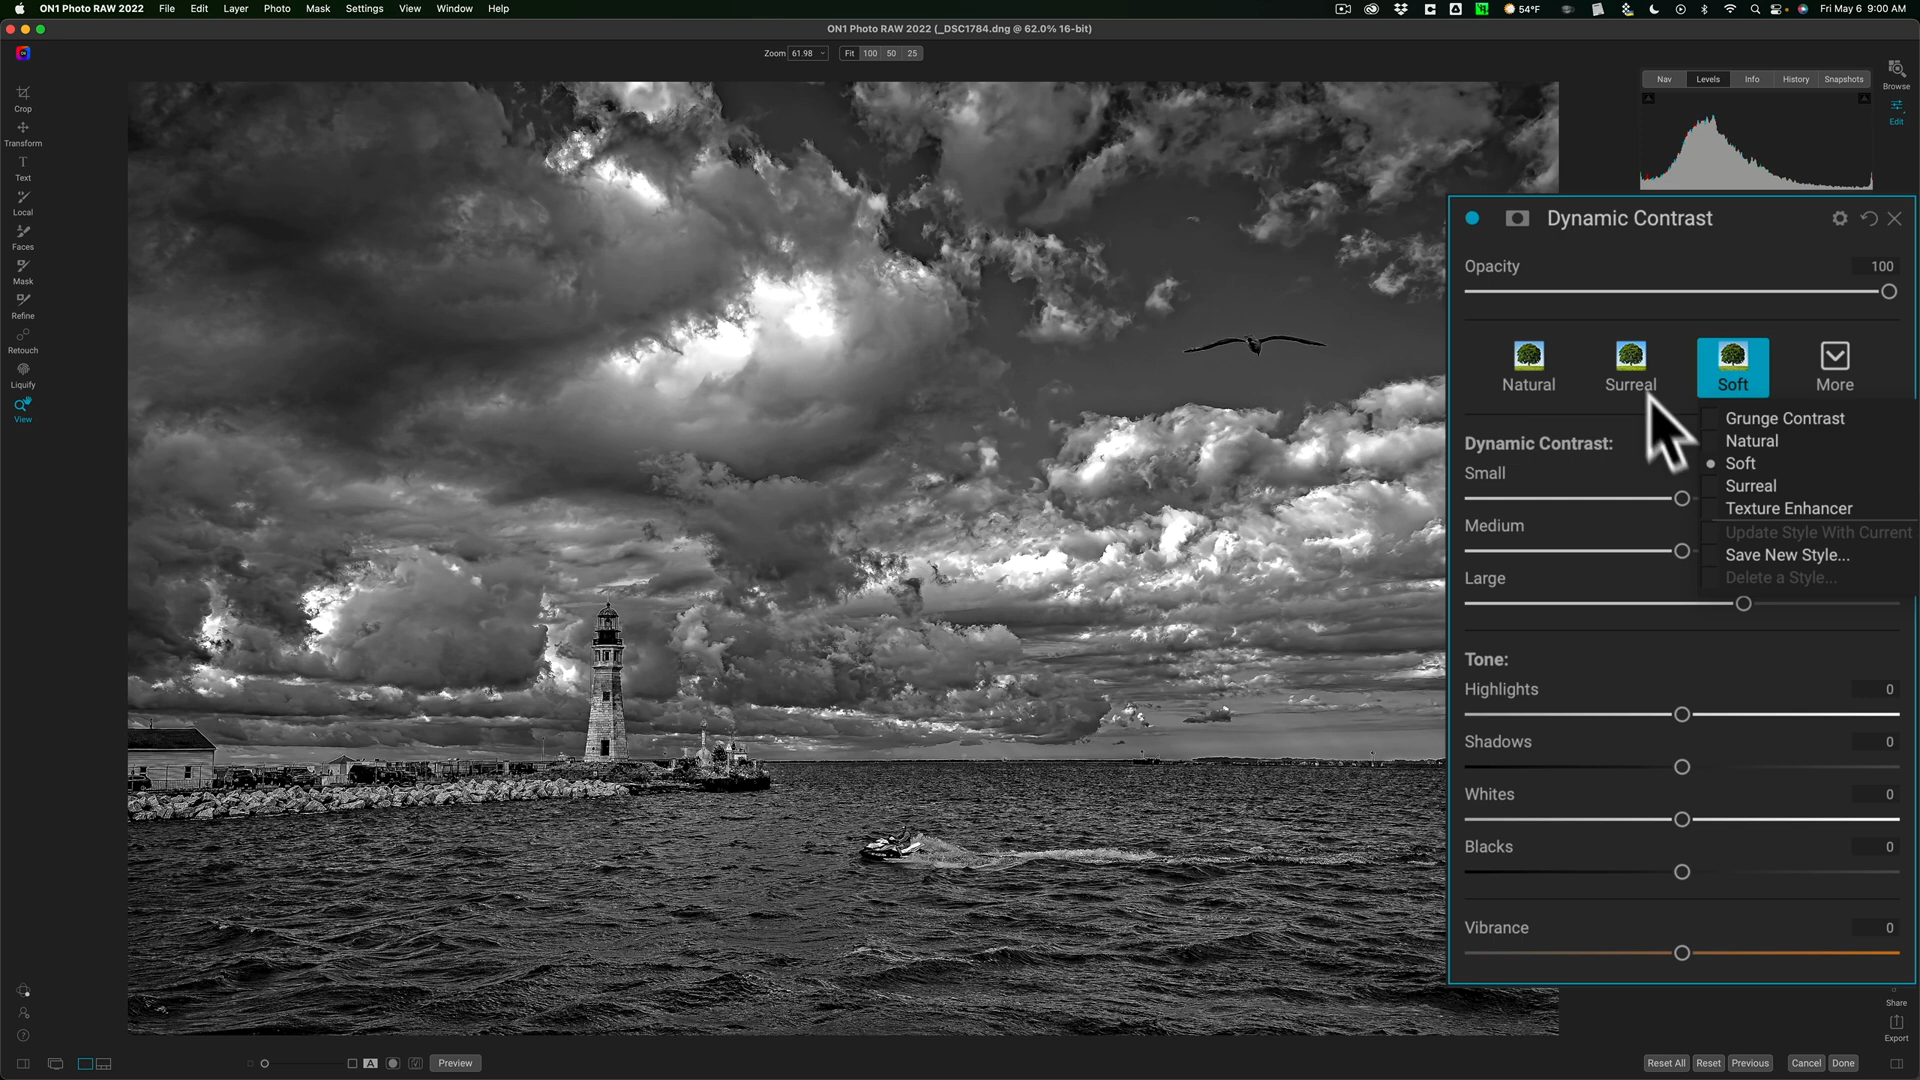 ON1 Photo RAW 2022 File Edit Layer Photo Mask Settings View Window Help 54°F Fri May 6 9:00 AM
ON1 Photo RAW 2022 (_DSC1784.dng @ 62.0% 16-bit)
Zoom 61.98 Fit 100 50 25
Nav Levels Info History Snapshots
Browse
Edit
Crop
Transform
Text
Local
Faces
Mask
Refine
Retouch
Liquify
View
Dynamic Contrast
Opacity 100
Natural Surreal Soft More
Grunge Contrast
Natural
Soft
Surreal
Texture Enhancer
Update Style With Current
Save New Style...
Delete a Style...
Dynamic Contrast:
Small
Medium
Large
Tone:
Highlights 0
Shadows 0
Whites 0
Blacks 0
Vibrance 0
Share
Export
A Preview
Reset All Reset Previous Cancel Done